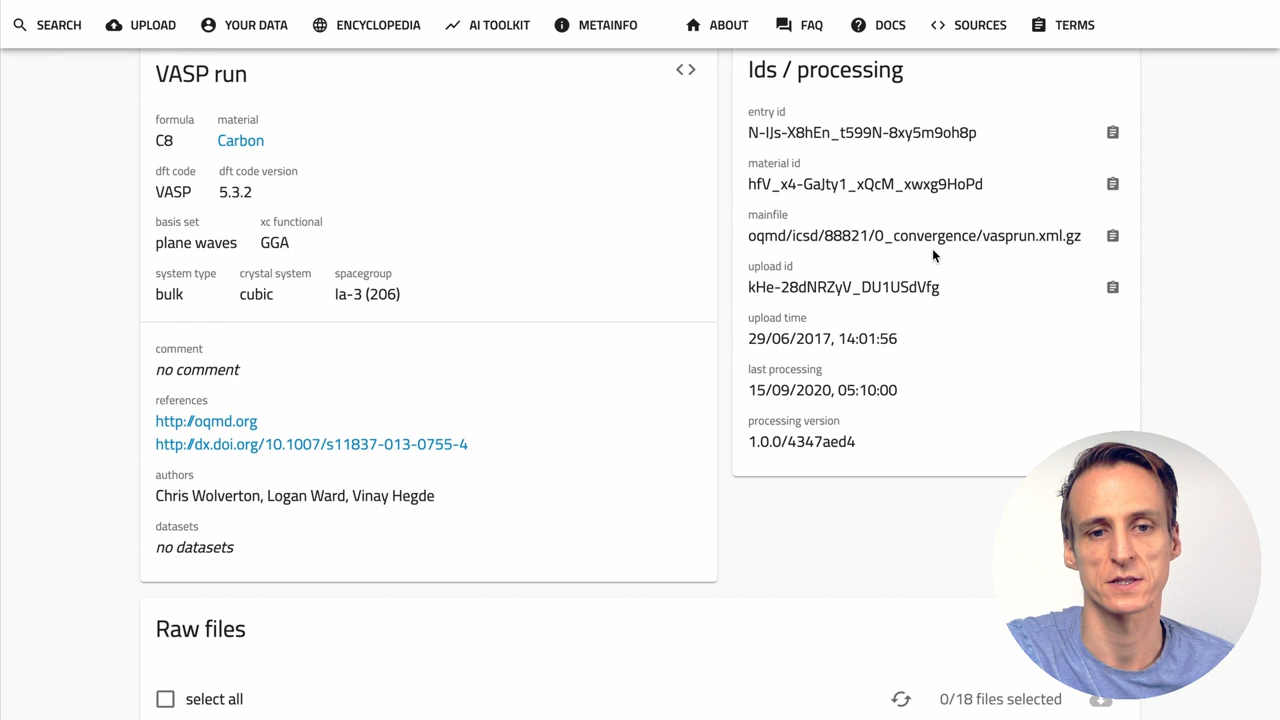 SEARCH UPLOAD YOUR DATA ENCYCLOPEDIA AI TOOLKIT METAINFO ABOUT FAQ DOCS SOURCES TERMS
VASP run
formula material
C8 Carbon
dft code dft code version
VASP 5.3.2
basis set xc functional
plane waves GGA
system type crystal system spacegroup
bulk cubic Ia-3 (206)
comment
no comment
references
http://oqmd.org
http://dx.doi.org/10.1007/s11837-013-0755-4
authors
Chris Wolverton, Logan Ward, Vinay Hegde
datasets
no datasets
Ids / processing
entry id
N-IJs-X8hEn_t599N-8xy5m9oh8p
material id
hfV_x4-GaJty1_xQcM_xwxg9HoPd
mainfile
oqmd/icsd/88821/0_convergence/vasprun.xml.gz
upload id
kHe-28dNRZyV_DU1USdVfg
upload time
29/06/2017, 14:01:56
last processing
15/09/2020, 05:10:00
processing version
1.0.0/4347aed4
Raw files
select all 0/18 files selected